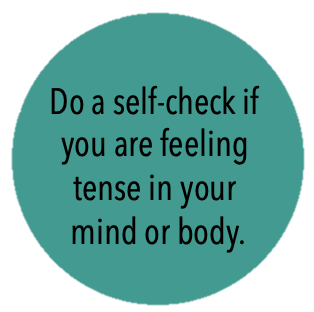 Do a self-check if
you are feeling
tense in your
mind or body.